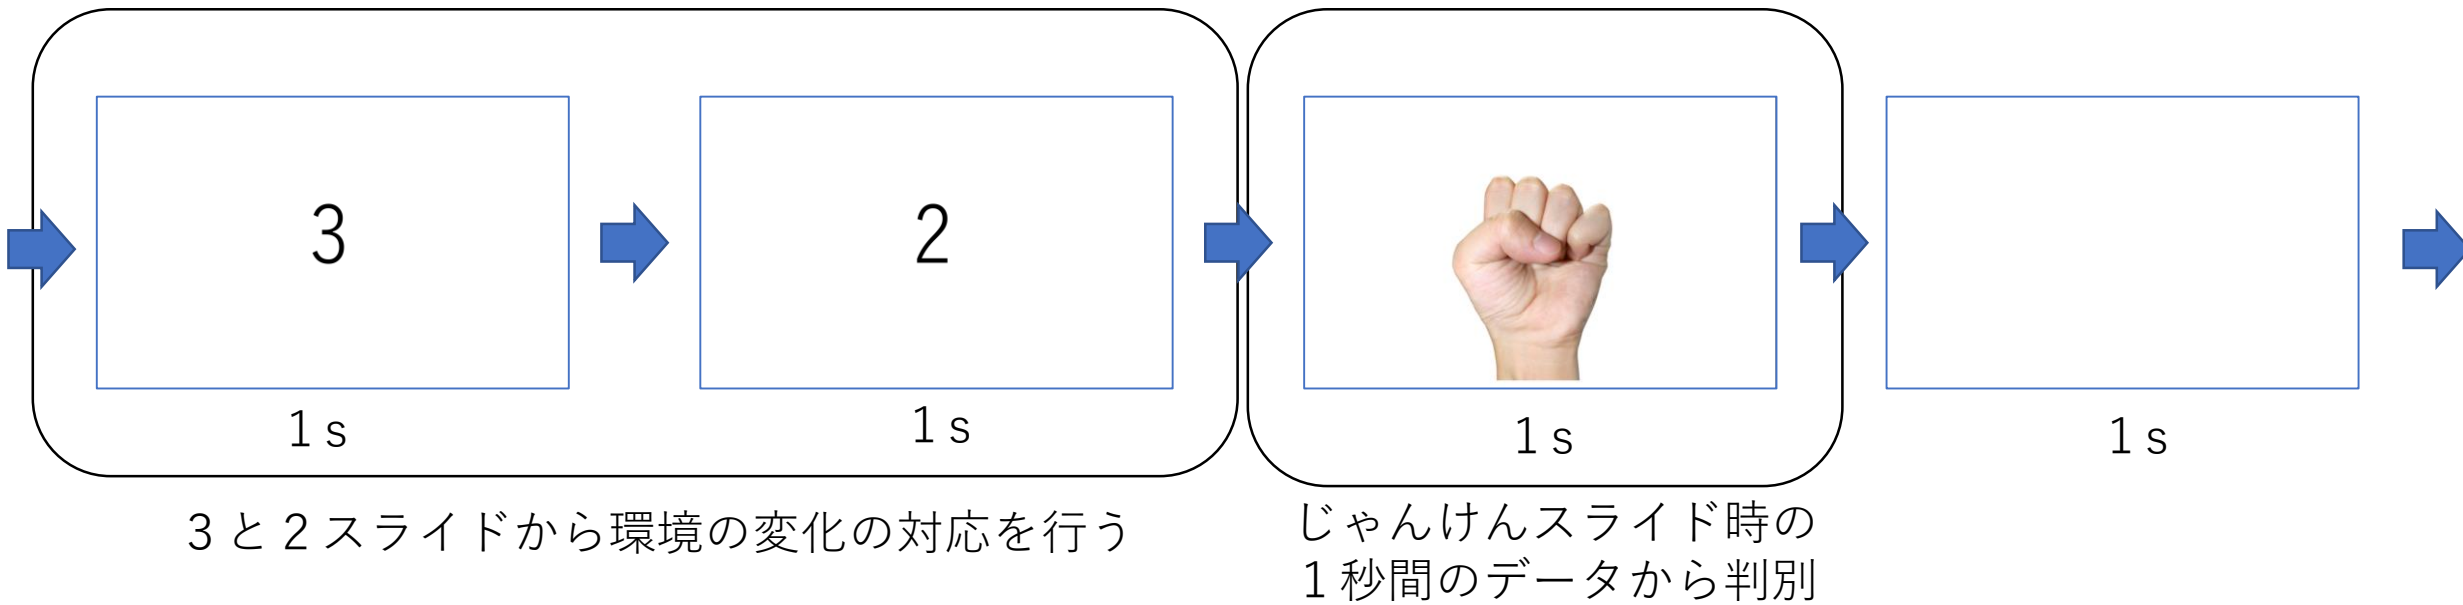 3
2
1 s
1 s
1 s
1 s
3と2スライドから環境の変化の対応を行う
じゃんけんスライド時の
1秒間のデータから判別